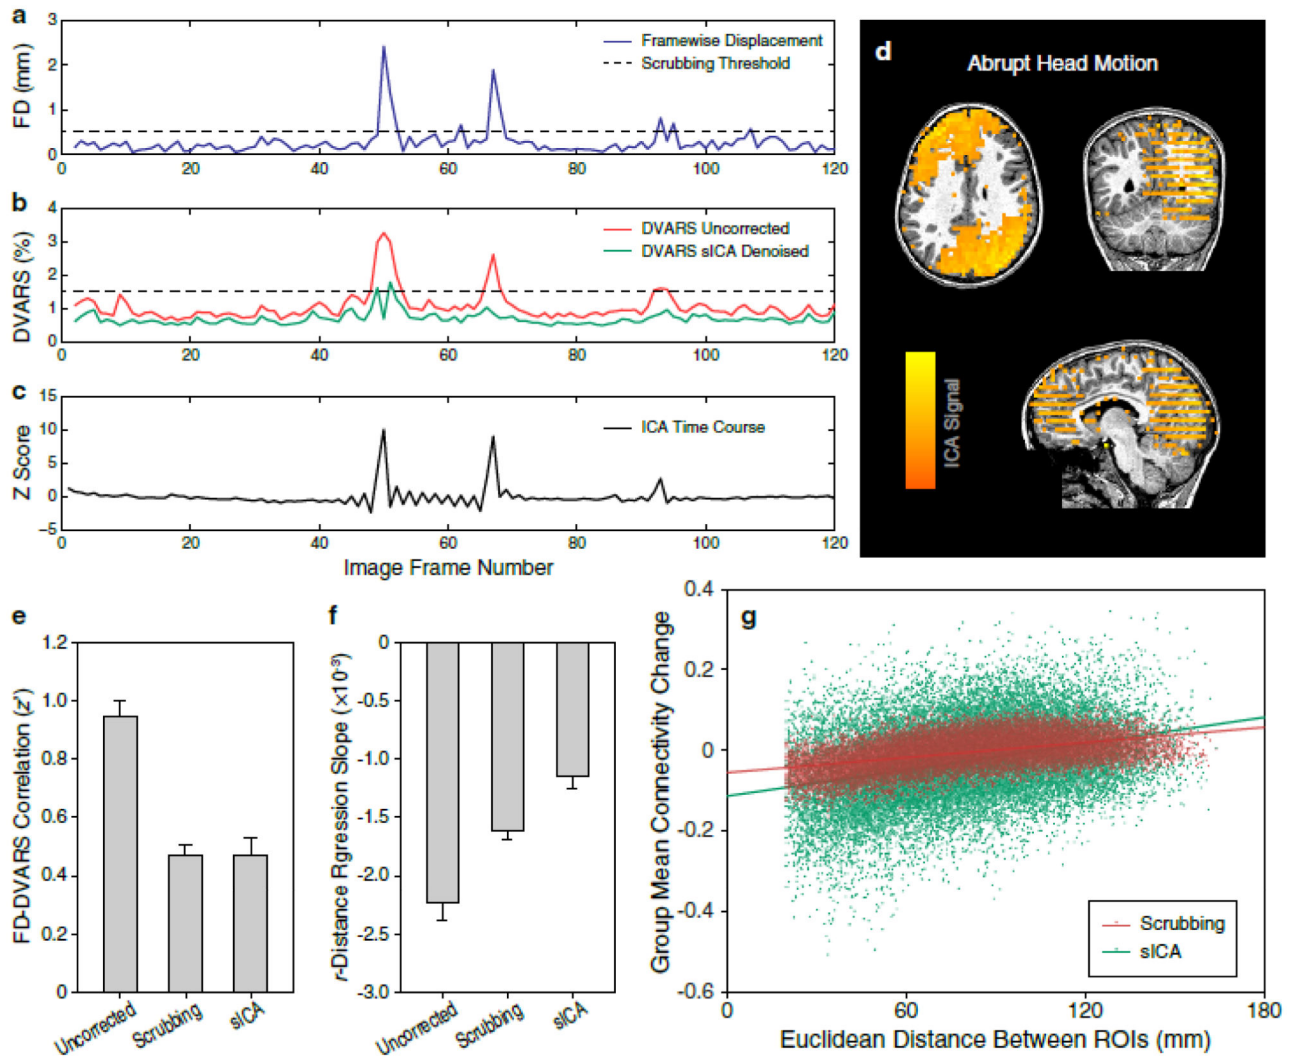 a
3
2
1
0
FD (mm)
Framewise Displacement
Scrubbing Threshold
0 20 40 60 80 100 120
b
4
3
2
1
0
DVARS (%)
DVARS Uncorrected
DVARS sICA Denoised
0 20 40 60 80 100 120
c
15
10
5
0
−5
Z Score
ICA Time Course
0 20 40 60 80 100 120
Image Frame Number
d
Abrupt Head Motion
ICA Signal
e
1.2
1.0
0.8
0.6
0.4
0.2
0
FD-DVARS Correlation (z')
Uncorrected
Scrubbing
sICA
f
0
-0.5
-1.0
-1.5
-2.0
-2.5
-3.0
r-Distance Rgression Slope (×10⁻³)
Uncorrected
Scrubbing
sICA
g
0.4
0.2
0
-0.2
-0.4
-0.6
Group Mean Connectivity Change
Scrubbing
sICA
0 60 120 180
Euclidean Distance Between ROIs (mm)